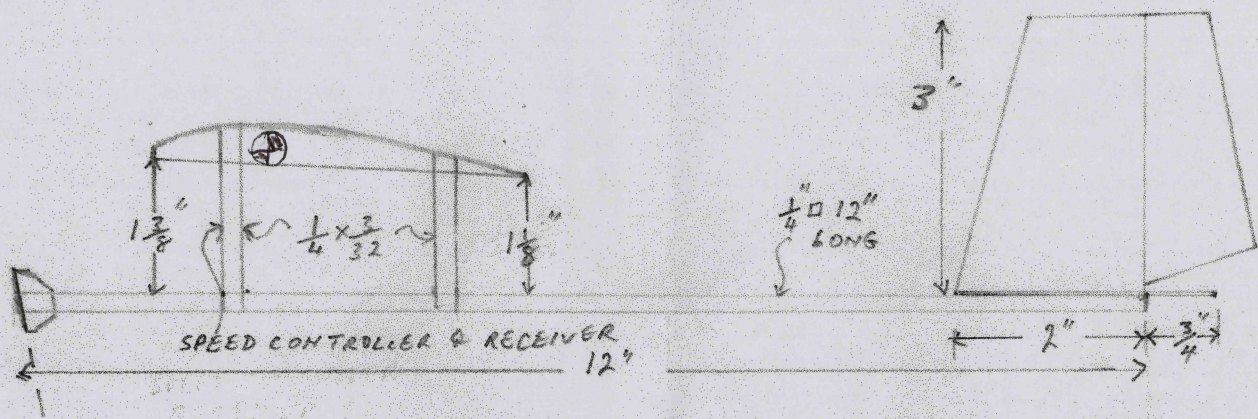 3"
1 3/8"
1/4 x 3/32
1 1/8"
1/4" □ 12"
LONG
SPEED CONTROLLER & RECEIVER
2"
3/4"
12"